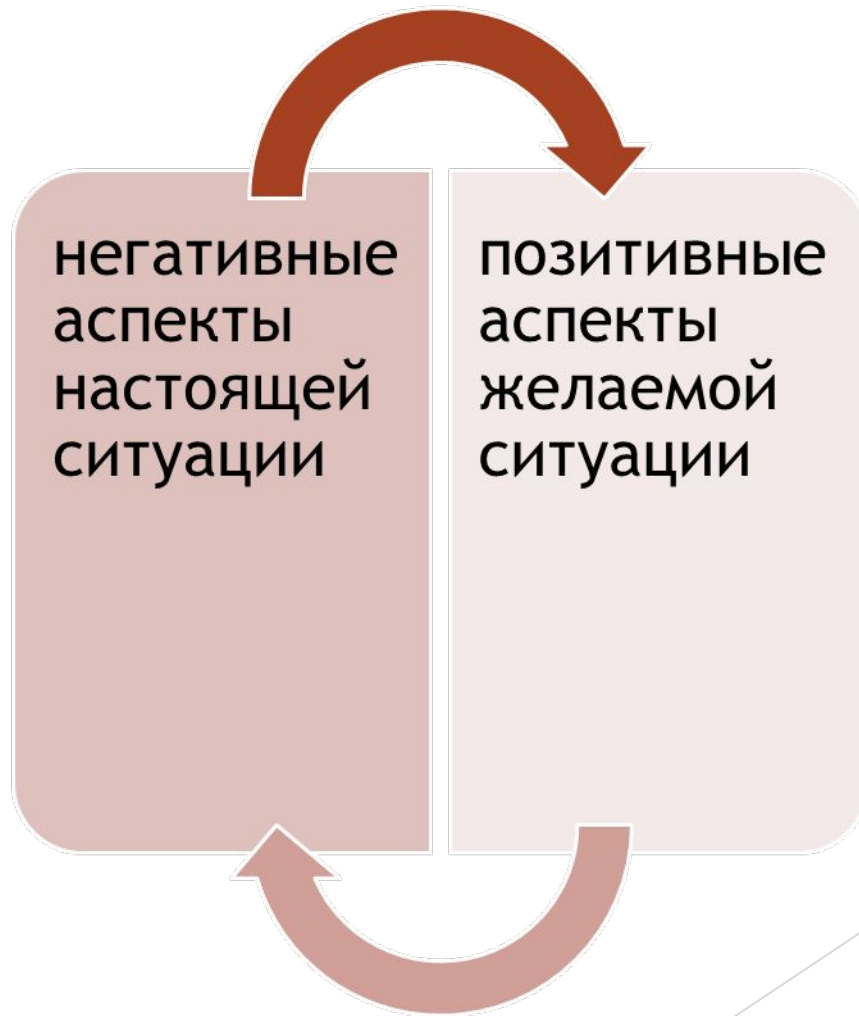 негативные
аспекты
настоящей
ситуации
позитивные
аспекты
желаемой
ситуации